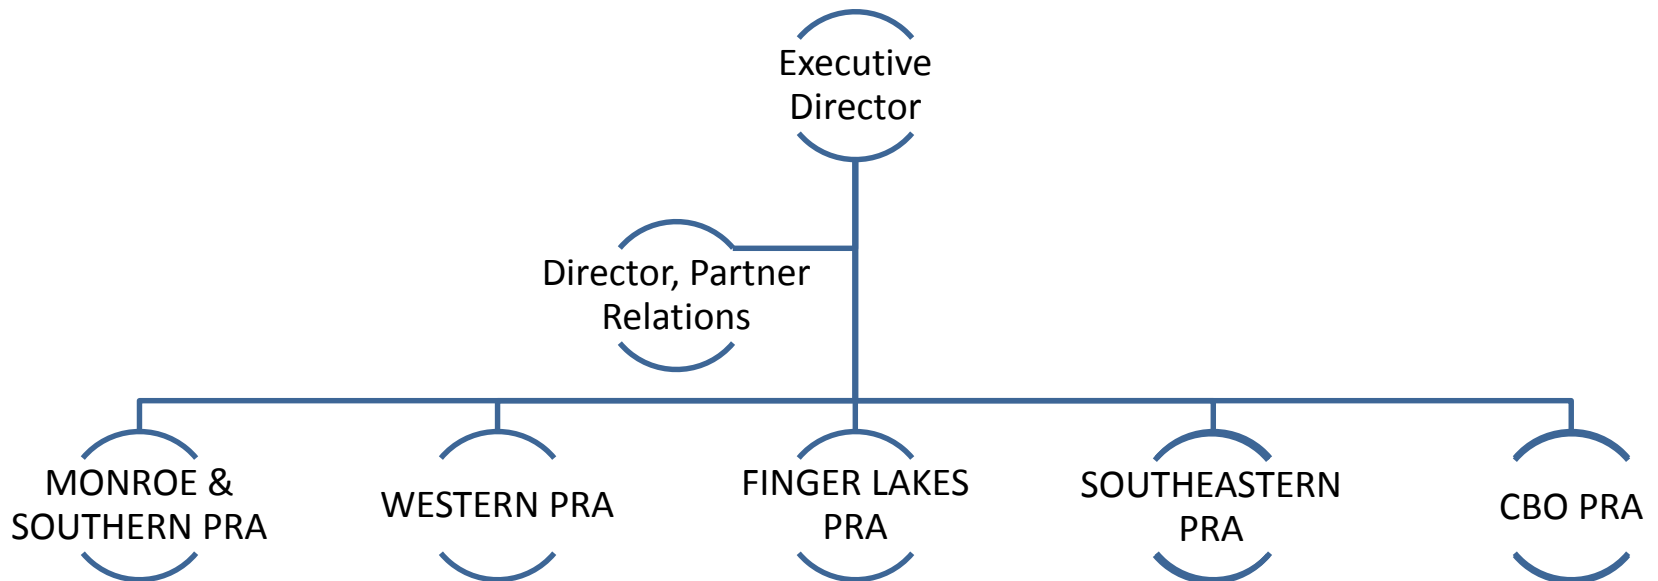 Executive
Director
Director, Partner
Relations
MONROE &
SOUTHERN PRA
WESTERN PRA
FINGER LAKES
PRA
SOUTHEASTERN
PRA
CBO PRA